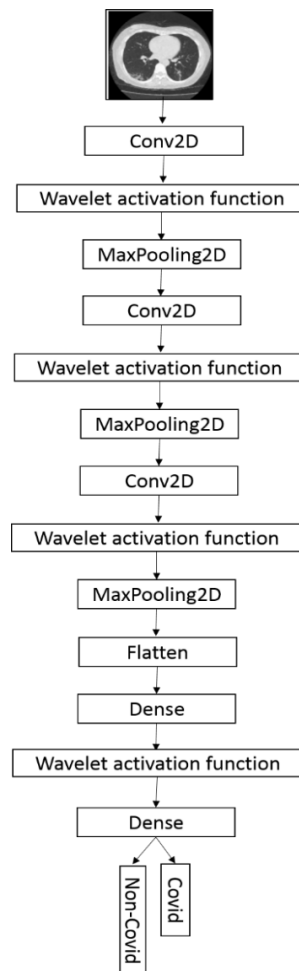 Conv2D
Wavelet activation function
MaxPooling2D
Conv2D
Wavelet activation function
MaxPooling2D
Conv2D
Wavelet activation function
MaxPooling2D
Flatten
Dense
Wavelet activation function
Dense
Non-Covid
Covid